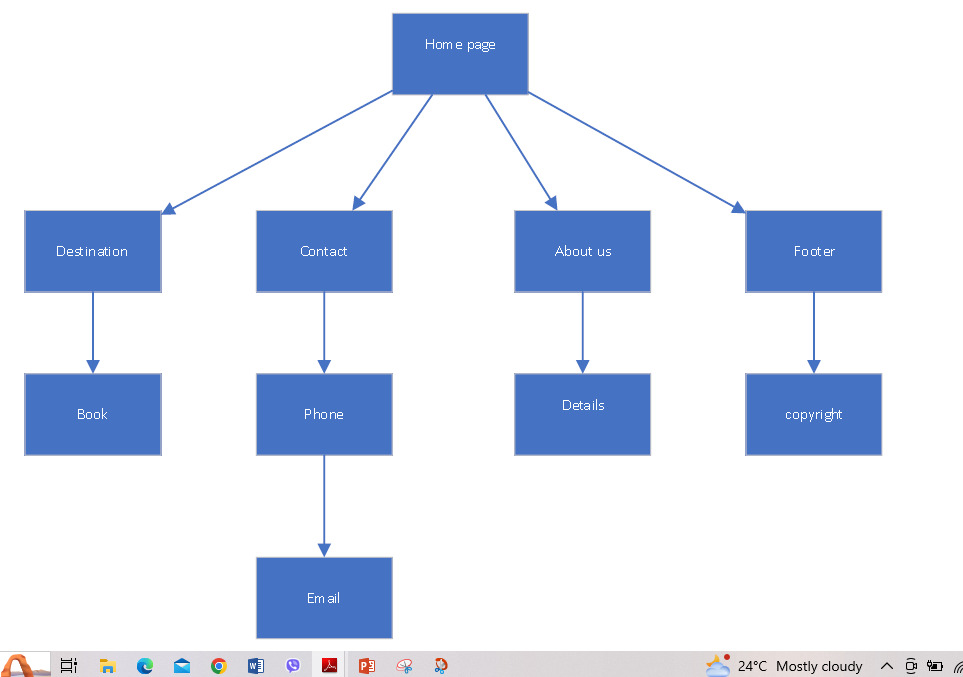 Home page
Destination
Contact
About us
Footer
Book
Phone
Details
copyright
Email
24°C Mostly cloudy